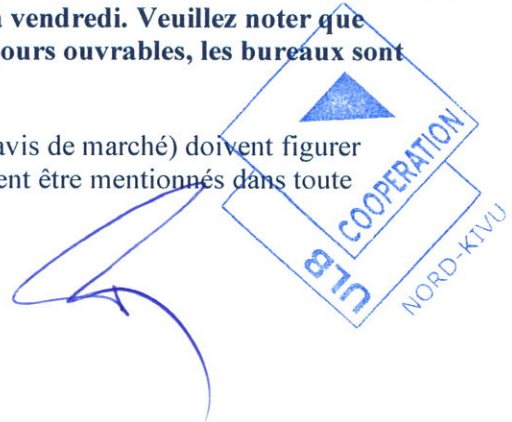 vendredi. Veuillez noter que
ours ouvrables, les bureaux sont
avis de marché) doivent figurer
ent être mentionnés dans toute
ULB COOPERATION
NORD-KIVU